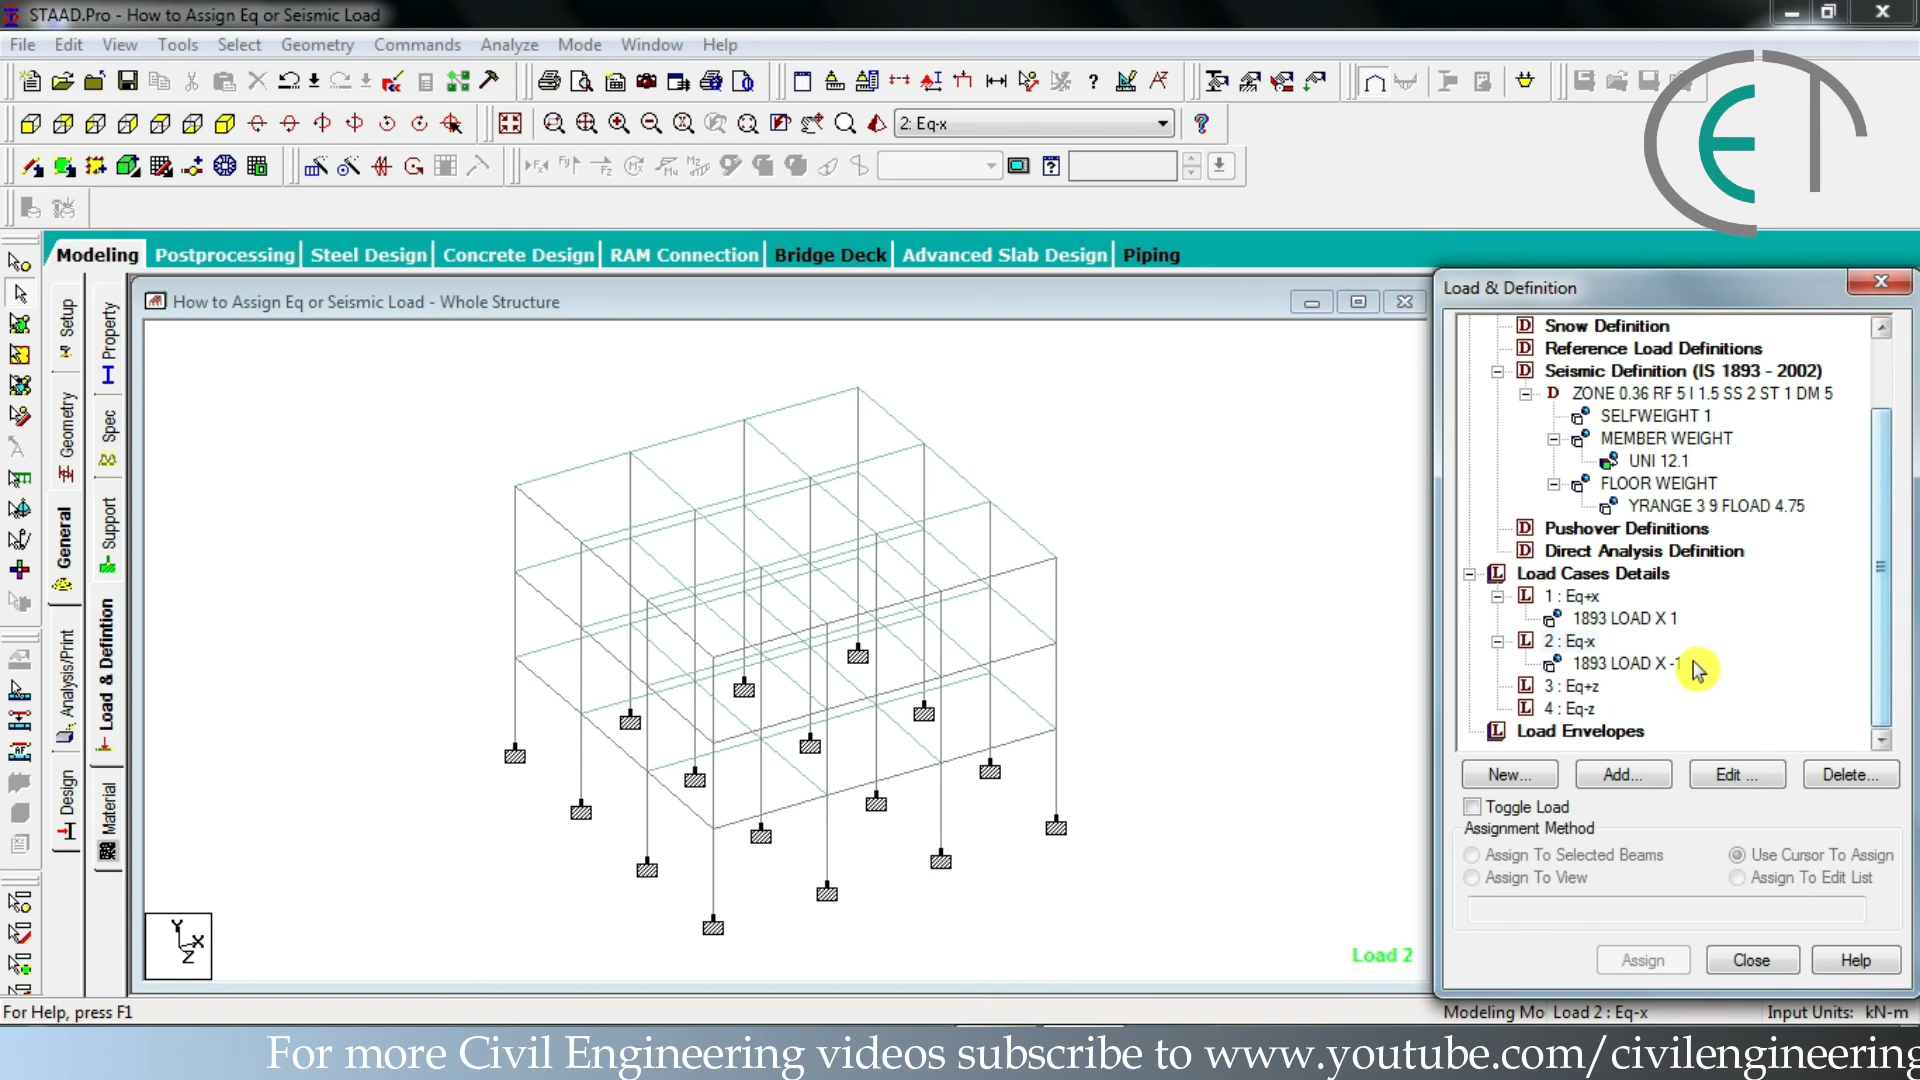 STAAD.Pro - How to Assign Eq or Seismic Load
File Edit View Tools Select Geometry Commands Analyze Mode Window Help
2: Eq-x
Modeling Postprocessing Steel Design Concrete Design RAM Connection Bridge Deck Advanced Slab Design Piping
Setup
Geometry
General
Analysis/Print
Design
Property
Spec
Support
Load & Definition
Material
How to Assign Eq or Seismic Load - Whole Structure
Y
X
Z
Load 2
Load & Definition
Snow Definition
Reference Load Definitions
Seismic Definition (IS 1893 - 2002)
ZONE 0.36 RF 5 I 1.5 SS 2 ST 1 DM 5
SELFWEIGHT 1
MEMBER WEIGHT
UNI 12.1
FLOOR WEIGHT
YRANGE 3 9 FLOAD 4.75
Pushover Definitions
Direct Analysis Definition
Load Cases Details
1 : Eq+x
1893 LOAD X 1
2 : Eq-x
1893 LOAD X -1
3 : Eq+z
4 : Eq-z
Load Envelopes
New... Add... Edit ... Delete...
Toggle Load
Assignment Method
Assign To Selected Beams Use Cursor To Assign
Assign To View Assign To Edit List
Assign Close Help
For Help, press F1
Modeling Mo Load 2 : Eq-x Input Units: kN-m
For more Civil Engineering videos subscribe to www.youtube.com/civilengineering
CET